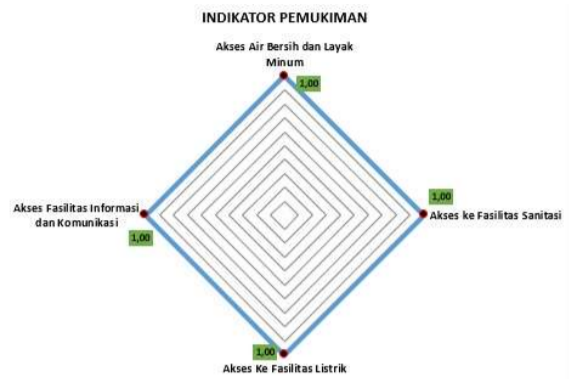 INDIKATOR PEMUKIMAN
Akses Air Bersih dan Layak
Minum
1,00
1,00
Akses ke Fasilitas Sanitasi
Akses Fasilitas Informasi
dan Komunikasi
1,00
1,00
Akses Ke Fasilitas Listrik